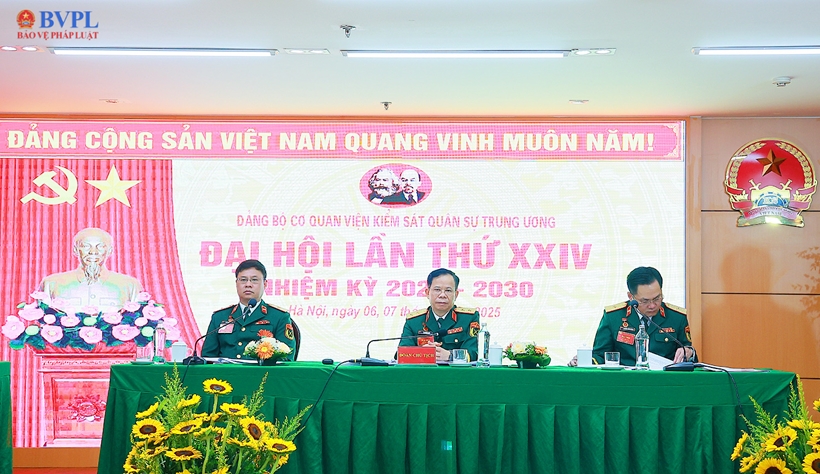 BVPL
BẢO VỆ PHÁP LUẬT
ĐẢNG CỘNG SẢN VIỆT NAM QUANG VINH MUÔN NĂM!
ĐẢNG BỘ CƠ QUAN VIỆN KIỂM SÁT QUÂN SỰ TRUNG ƯƠNG
ĐẠI HỘI LẦN THỨ XXIV
NHIỆM KỲ - 2030
Hà Nội, ngày 06, 07
ĐOÀN CHỦ TỊCH
BVPL